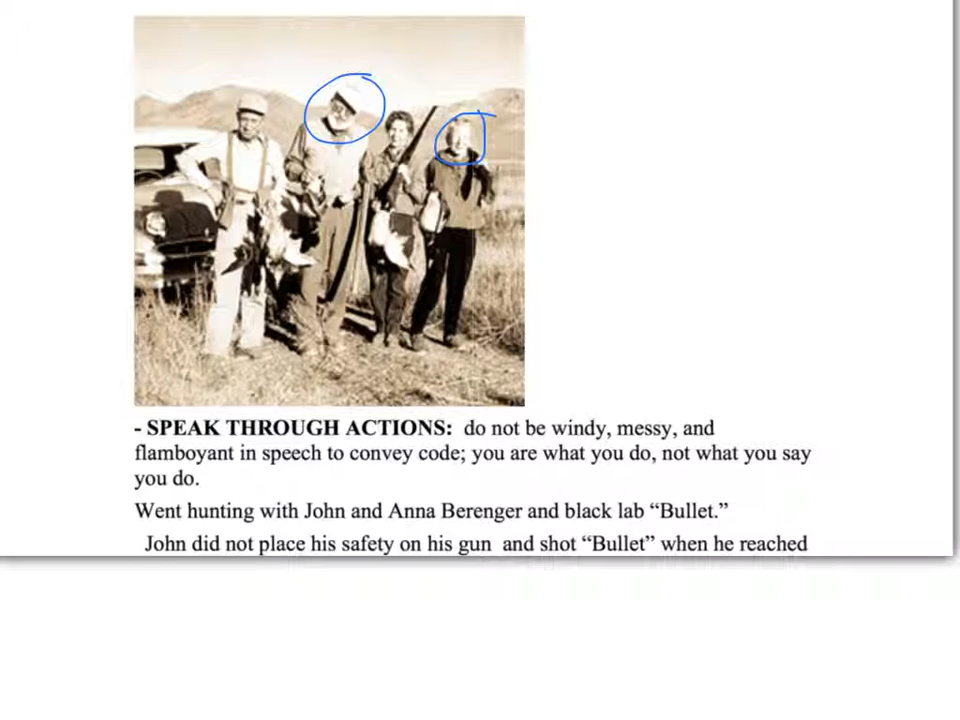 - SPEAK THROUGH ACTIONS: do not be windy, messy, and
flamboyant in speech to convey code; you are what you do, not what you say
you do.
Went hunting with John and Anna Berenger and black lab “Bullet.”
John did not place his safety on his gun and shot “Bullet” when he reached